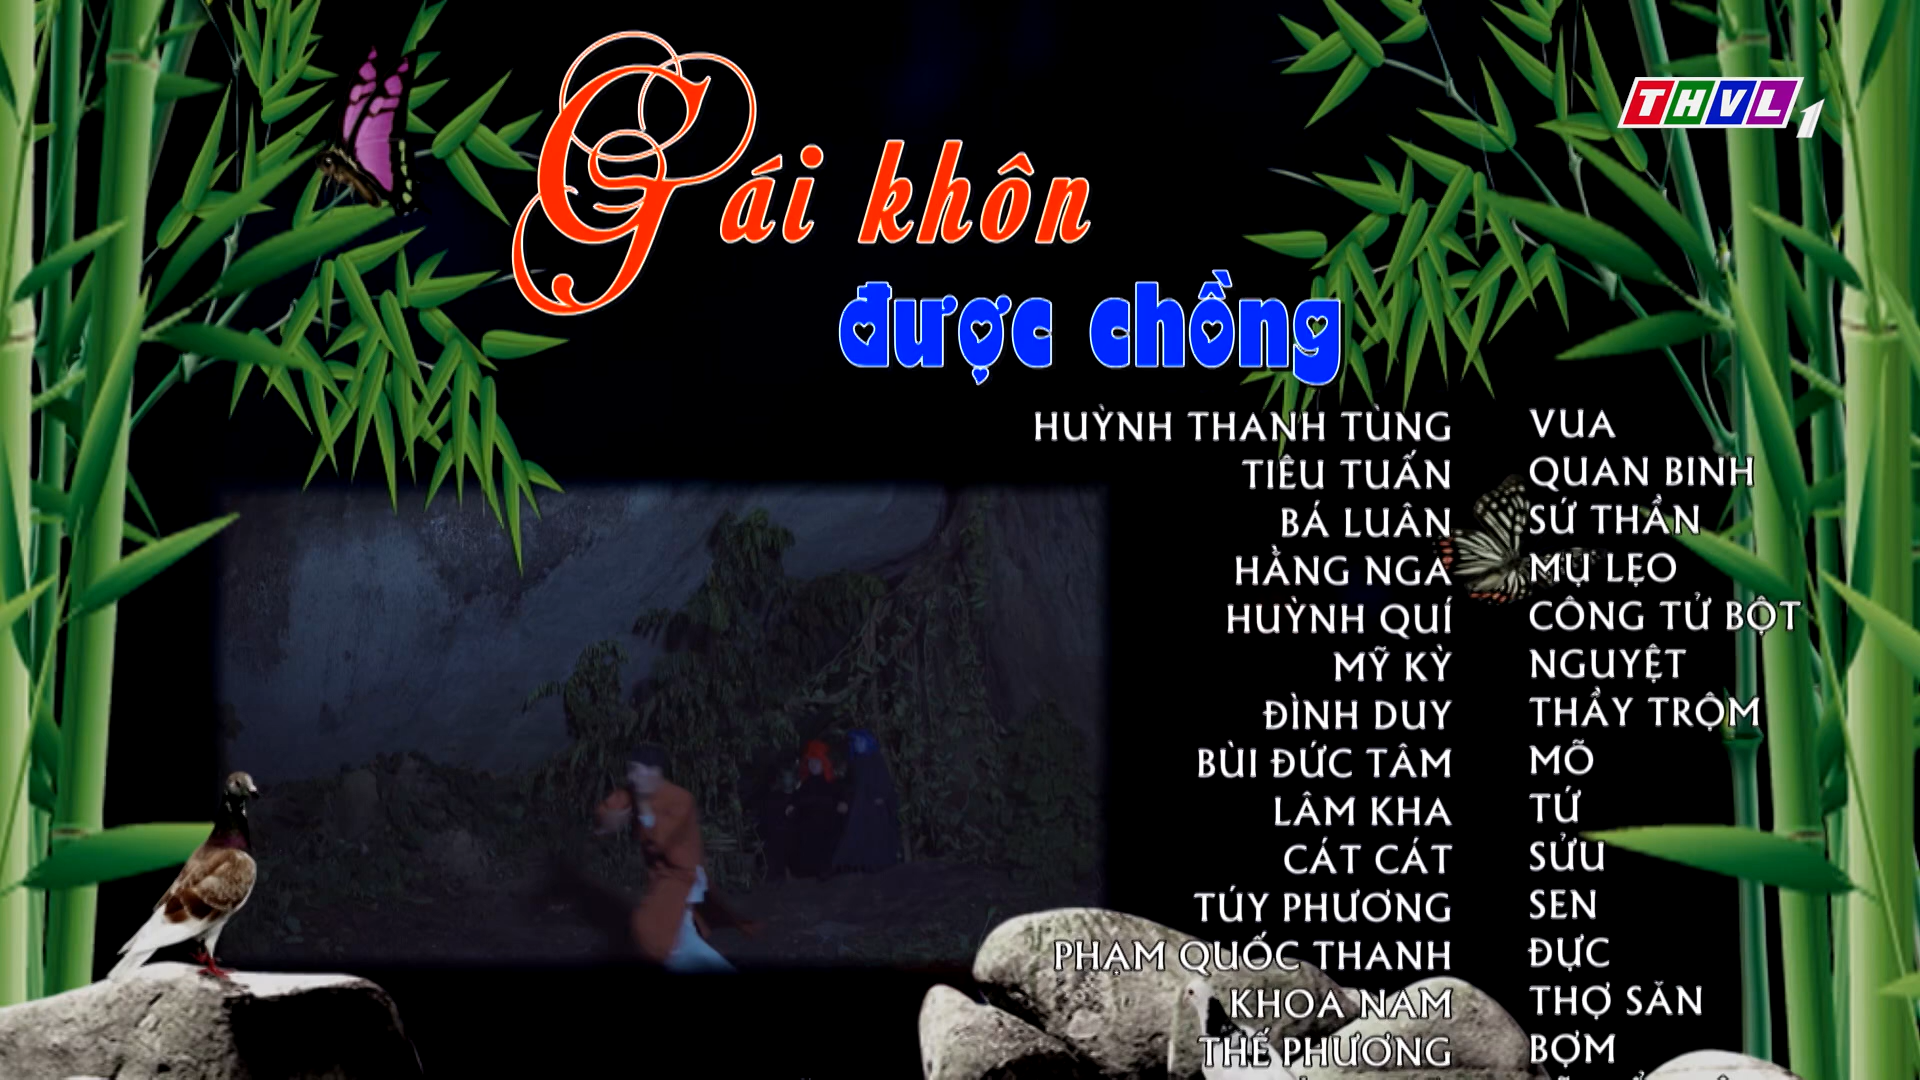 THVL1
Gái khôn
được chồng
HUỲNH THANH TÙNG VUA
TIÊU TUẤN QUAN BINH
BÁ LUÂN SỨ THẦN
HẰNG NGA MỤ LẸO
HUỲNH QUÍ CÔNG TỬ BỘT
MỸ KỲ NGUYỆT
ĐÌNH DUY THẦY TRỘM
BÙI ĐỨC TÂM MÕ
LÂM KHA TỨ
CÁT CÁT SỬU
TÚY PHƯƠNG SEN
PHẠM QUỐC THANH ĐỰC
KHOA NAM THỢ SĂN
THẾ PHƯƠNG BỢM